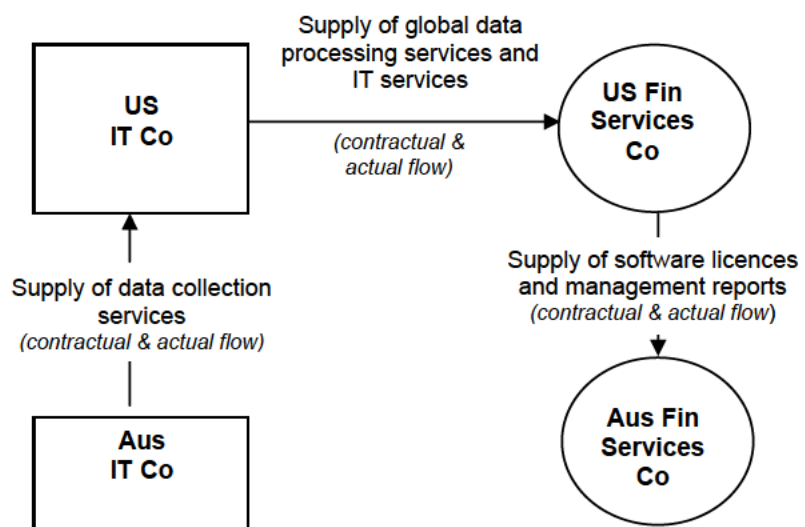 Supply of global data
processing services and
IT services
US
IT Co
US Fin
Services
Co
(contractual &
actual flow)
Supply of data collection
services
(contractual & actual flow)
Supply of software licences
and management reports
(contractual & actual flow)
Aus
IT Co
Aus Fin
Services
Co